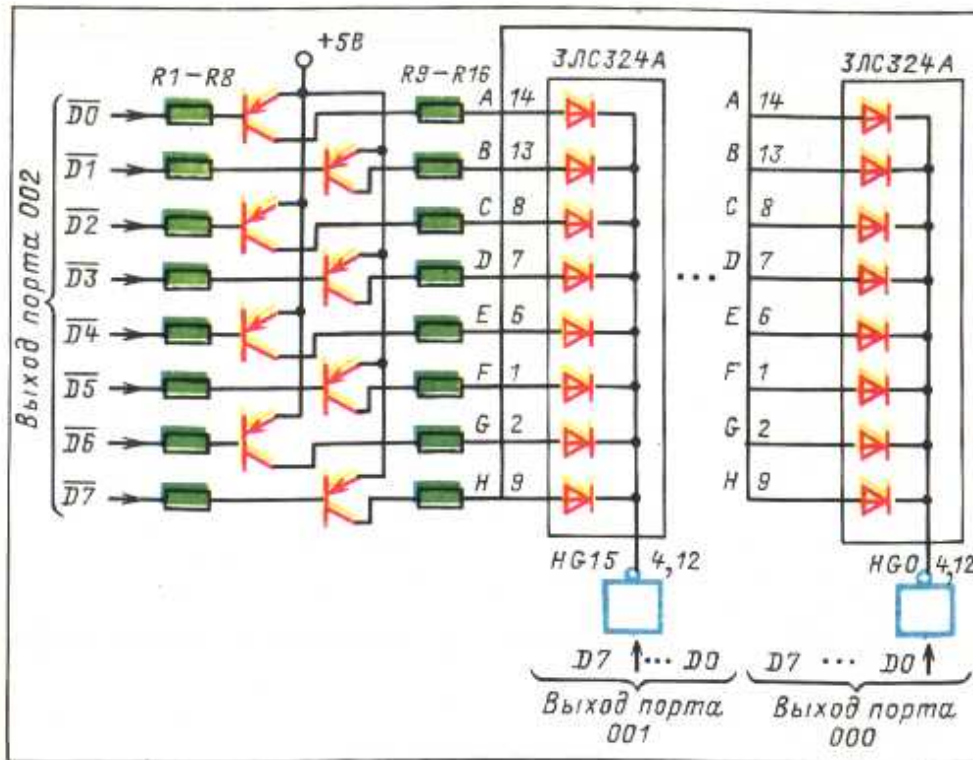 +5В
R1–R8
R9–R16
3ЛС324А
3ЛС324А
Выход порта 002
D0
D1
D2
D3
D4
D5
D6
D7
A 14
B 13
C 8
D 7
E 6
F 1
G 2
H 9
...
A 14
B 13
C 8
D 7
E 6
F 1
G 2
H 9
HG15 4,12
HG0 4,12
D7 ... D0
D7 ... D0
Выход порта
001
Выход порта
000